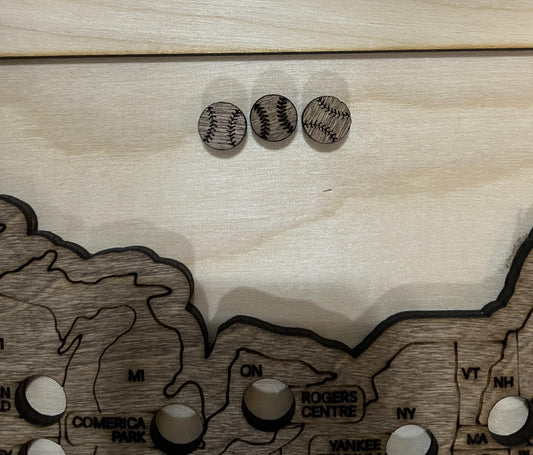 MI
ON
VT
NH
ROGERS
CENTRE
COMERICA
PARK
NY
MA
YANKEE